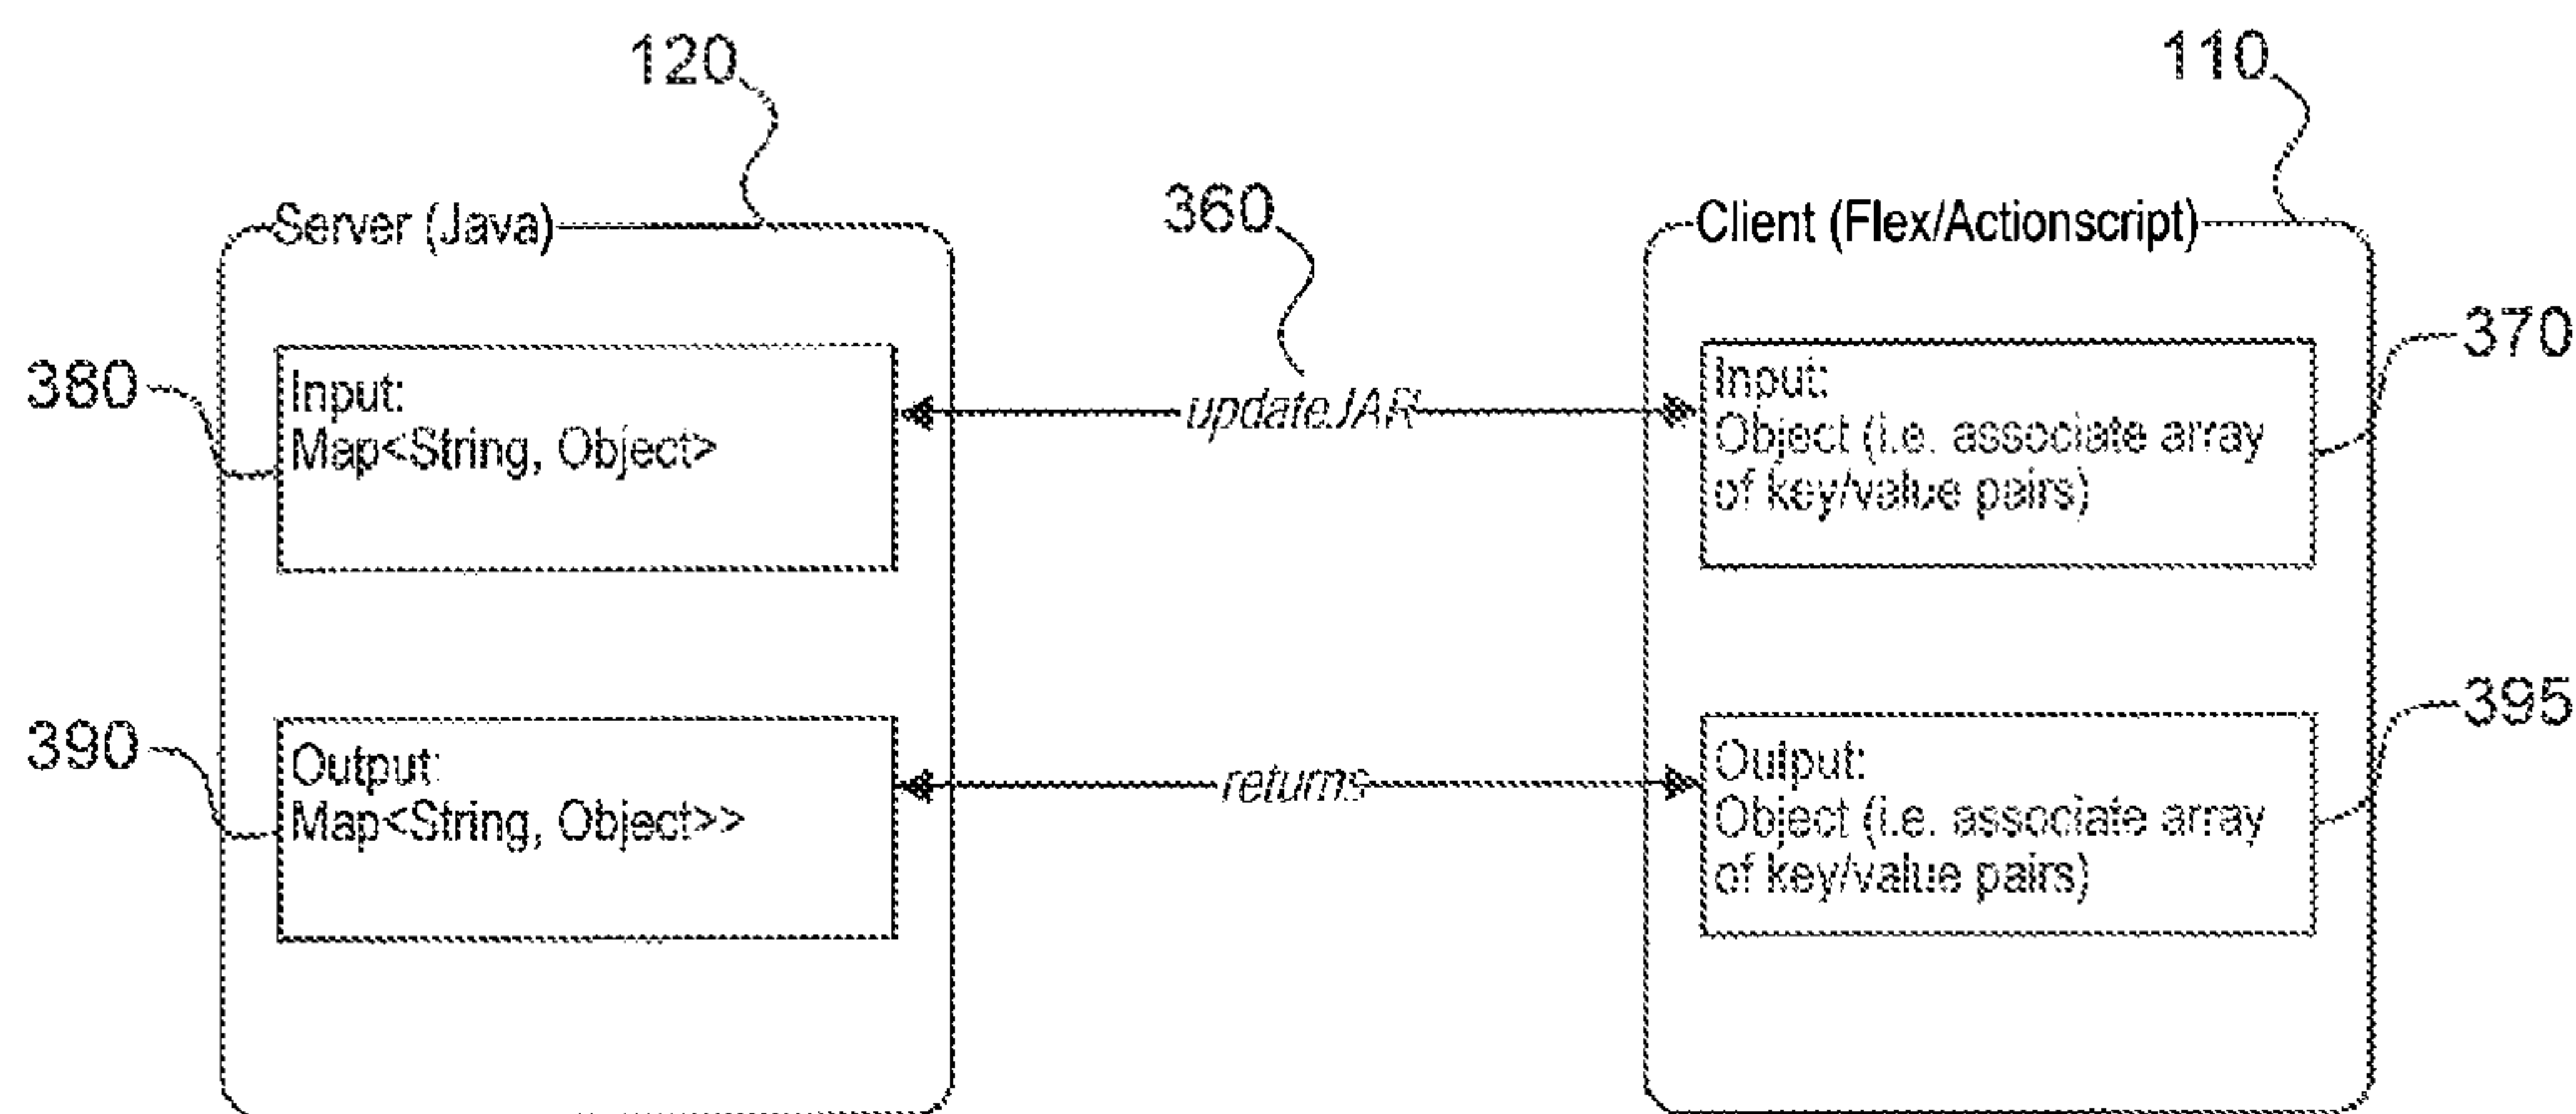 120
110
Server (Java)
360
Client (Flex/Actionscript)
380
Input:
Map<String, Object>
updateJAR
Input:
Object (i.e. associate array
of key/value pairs)
370
390
Output:
Map<String, Object>>
returns
Output:
Object (i.e. associate array
of key/value pairs)
395